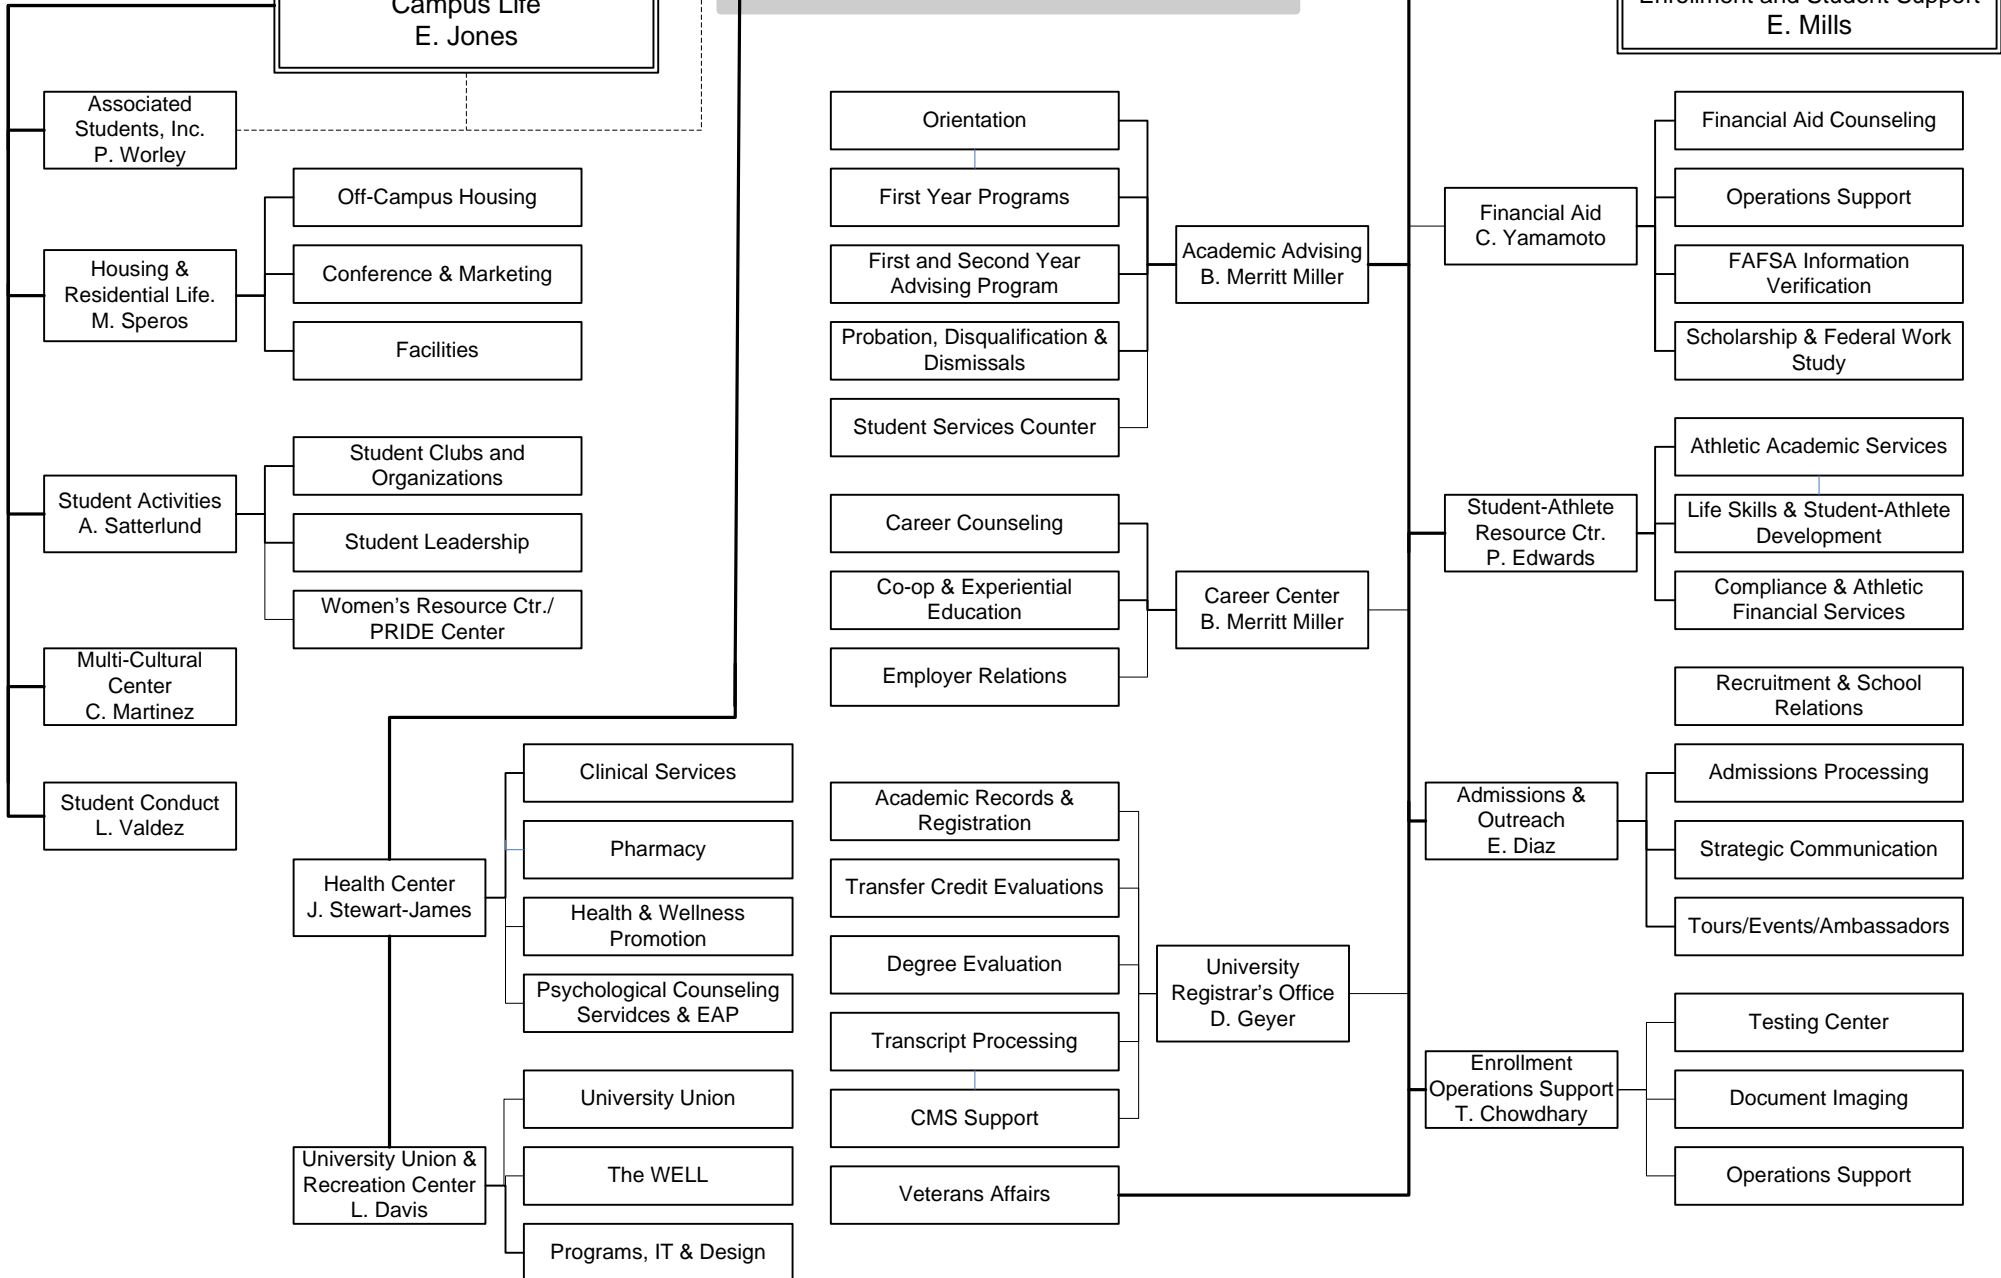 Campus Life
E. Jones
Enrollment and Student Support
E. Mills
Associated
Students, Inc.
P. Worley
Housing &
Residential Life.
M. Speros
Off-Campus Housing
Conference & Marketing
Facilities
Student Activities
A. Satterlund
Student Clubs and
Organizations
Student Leadership
Women’s Resource Ctr./
PRIDE Center
Multi-Cultural
Center
C. Martinez
Student Conduct
L. Valdez
Health Center
J. Stewart-James
Clinical Services
Pharmacy
Health & Wellness
Promotion
Psychological Counseling
Servidces & EAP
University Union &
Recreation Center
L. Davis
University Union
The WELL
Programs, IT & Design
Orientation
First Year Programs
First and Second Year
Advising Program
Probation, Disqualification &
Dismissals
Student Services Counter
Academic Advising
B. Merritt Miller
Career Counseling
Co-op & Experiential
Education
Employer Relations
Career Center
B. Merritt Miller
Academic Records &
Registration
Transfer Credit Evaluations
Degree Evaluation
Transcript Processing
CMS Support
Veterans Affairs
University
Registrar’s Office
D. Geyer
Financial Aid
C. Yamamoto
Financial Aid Counseling
Operations Support
FAFSA Information
Verification
Scholarship & Federal Work
Study
Student-Athlete
Resource Ctr.
P. Edwards
Athletic Academic Services
Life Skills & Student-Athlete
Development
Compliance & Athletic
Financial Services
Recruitment & School
Relations
Admissions &
Outreach
E. Diaz
Admissions Processing
Strategic Communication
Tours/Events/Ambassadors
Enrollment
Operations Support
T. Chowdhary
Testing Center
Document Imaging
Operations Support